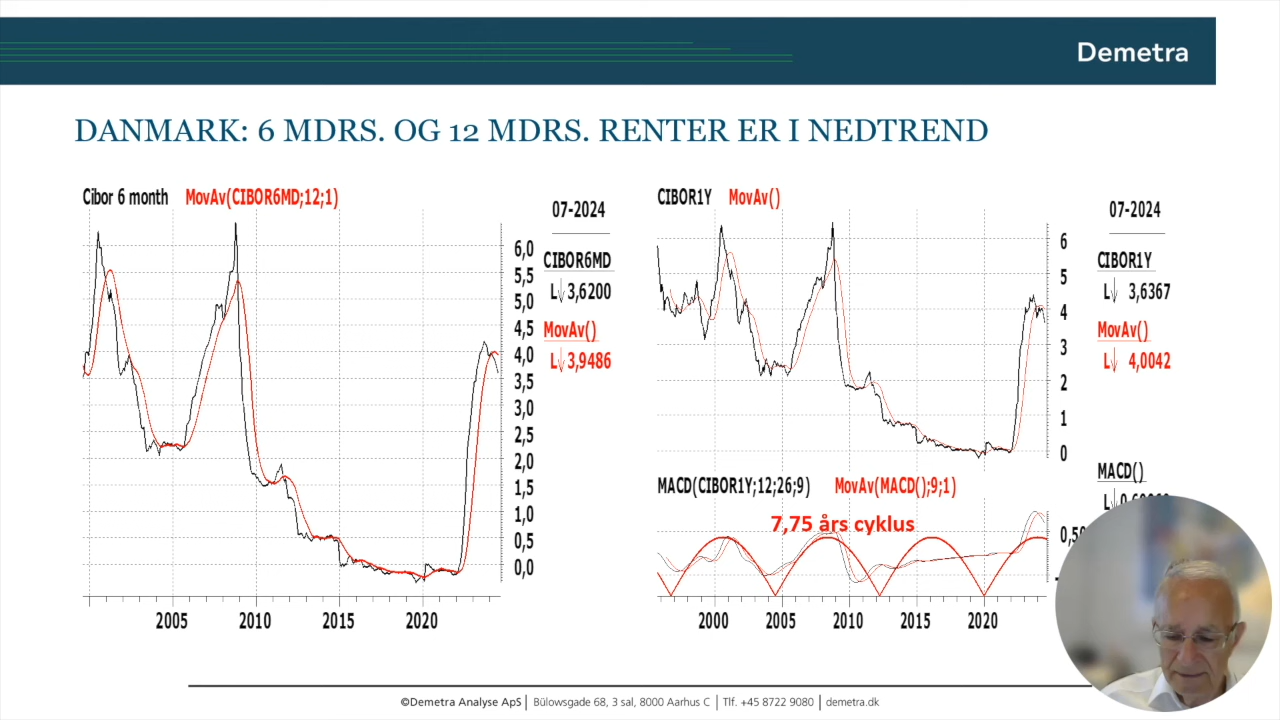 Demetra
DANMARK: 6 MDRS. OG 12 MDRS. RENTER ER I NEDTREND
Cibor 6 month MovAv(CIBOR6MD;12;1)
07-2024
CIBOR6MD
L↓ 3,6200
MovAv()
L↓ 3,9486
6,0
5,5
5,0
4,5
4,0
3,5
3,0
2,5
2,0
1,5
1,0
0,5
0,0
2005 2010 2015 2020
CIBOR1Y MovAv()
07-2024
CIBOR1Y
L↓ 3,6367
MovAv()
L↓ 4,0042
6
5
4
3
2
1
0
MACD(CIBOR1Y;12;26;9) MovAv(MACD();9;1)
MACD()
7,75 års cyklus
2000 2005 2010 2015 2020
©Demetra Analyse ApS | Bülowsgade 68, 3 sal, 8000 Aarhus C | Tlf. +45 8722 9080 | demetra.dk